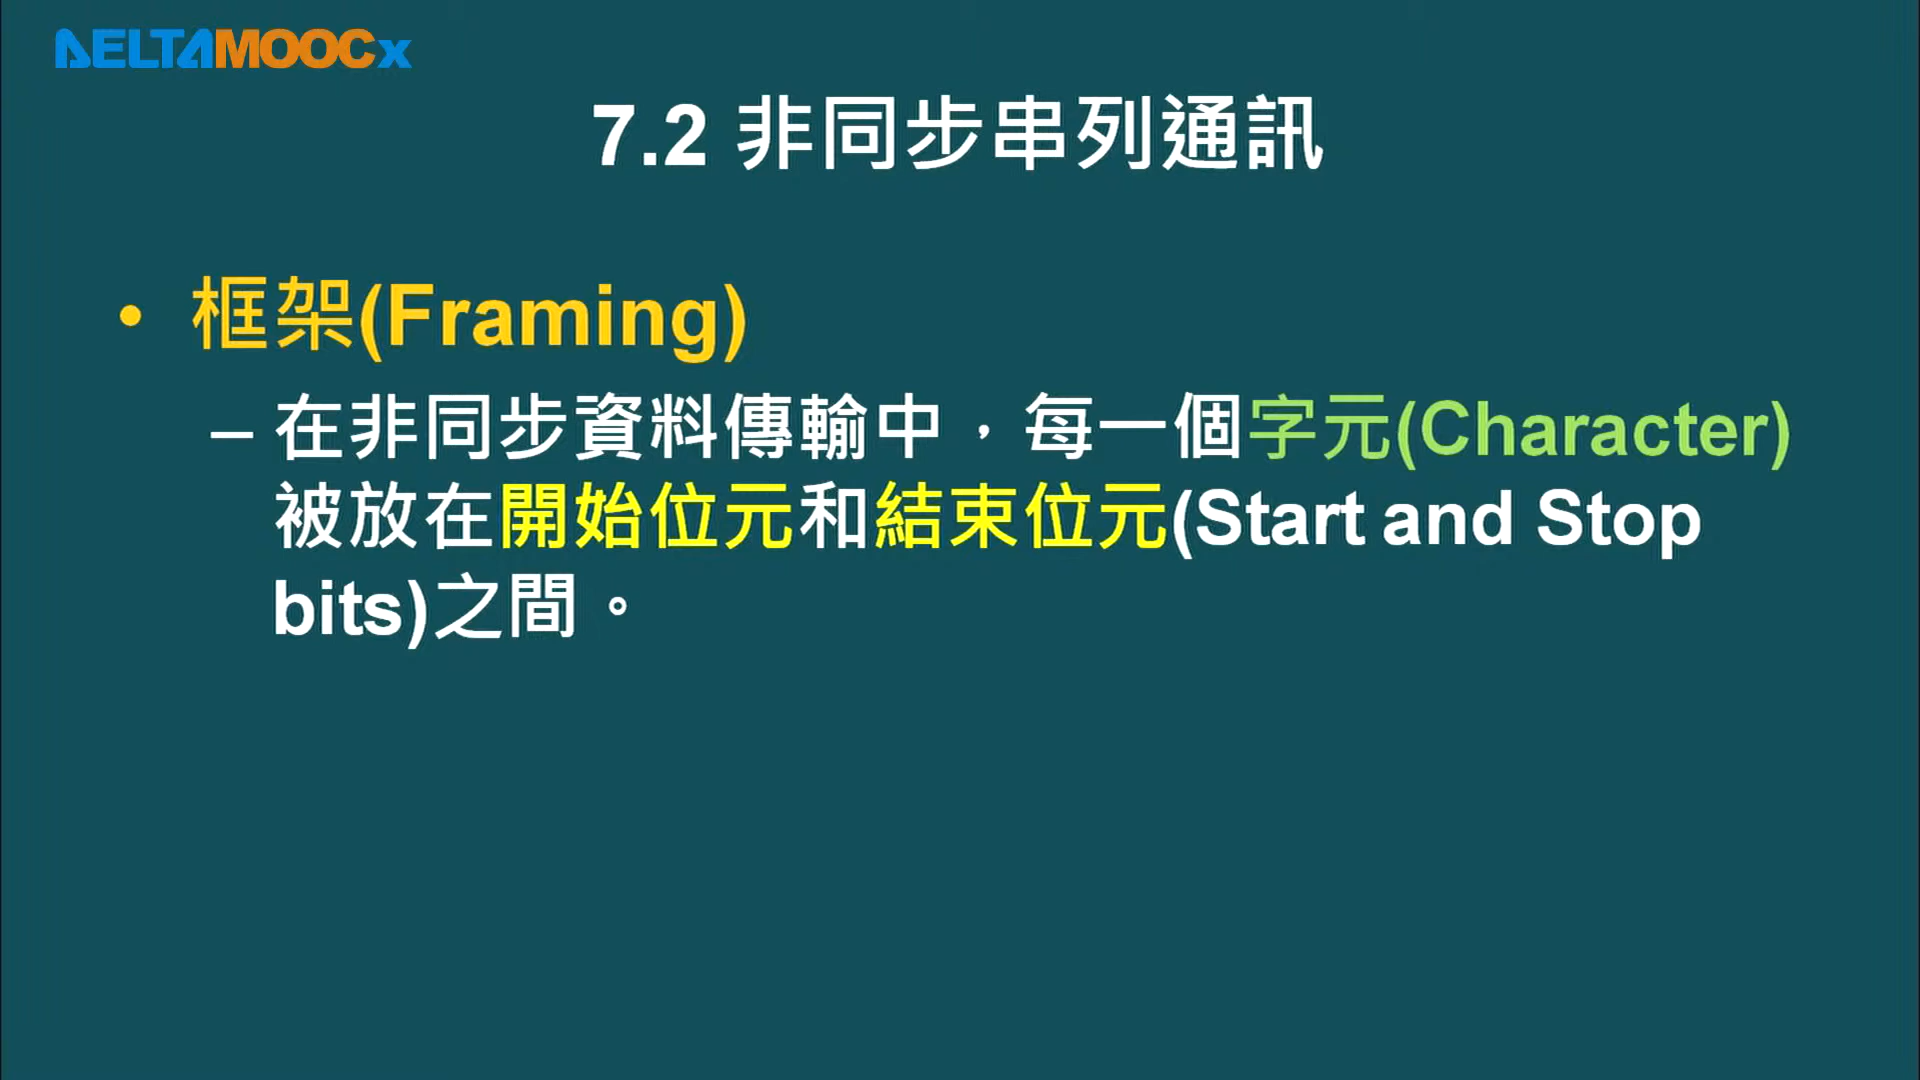 DELTAMOOCx
7.2 非同步串列通訊
• 框架(Framing)
– 在非同步資料傳輸中，每一個字元(Character)
被放在開始位元和結束位元(Start and Stop
bits)之間。